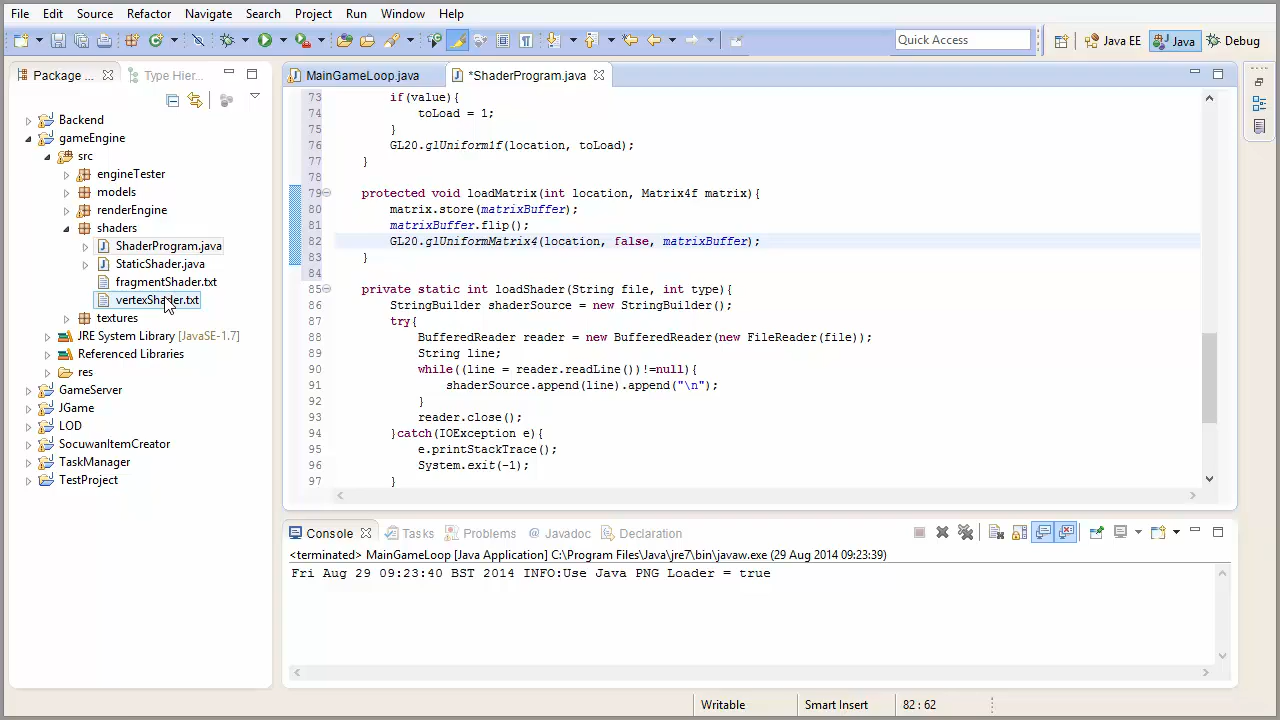 File Edit Source Refactor Navigate Search Project Run Window Help
Quick Access
Java EE
Java
Debug
Package ...
Type Hier...
MainGameLoop.java
*ShaderProgram.java
Backend
gameEngine
src
engineTester
models
renderEngine
shaders
ShaderProgram.java
StaticShader.java
fragmentShader.txt
vertexShader.txt
textures
JRE System Library [JavaSE-1.7]
Referenced Libraries
res
GameServer
JGame
LOD
SocuwanItemCreator
TaskManager
TestProject
73 if(value){
74 toLoad = 1;
75 }
76 GL20.glUniform1f(location, toLoad);
77 }
78
79 protected void loadMatrix(int location, Matrix4f matrix){
80 matrix.store(matrixBuffer);
81 matrixBuffer.flip();
82 GL20.glUniformMatrix4(location, false, matrixBuffer);
83 }
84
85 private static int loadShader(String file, int type){
86 StringBuilder shaderSource = new StringBuilder();
87 try{
88 BufferedReader reader = new BufferedReader(new FileReader(file));
89 String line;
90 while((line = reader.readLine())!=null){
91 shaderSource.append(line).append("\n");
92 }
93 reader.close();
94 }catch(IOException e){
95 e.printStackTrace();
96 System.exit(-1);
97 }
Console Tasks Problems @ Javadoc Declaration
<terminated> MainGameLoop [Java Application] C:\Program Files\Java\jre7\bin\javaw.exe (29 Aug 2014 09:23:39)
Fri Aug 29 09:23:40 BST 2014 INFO:Use Java PNG Loader = true
Writable Smart Insert 82 : 62